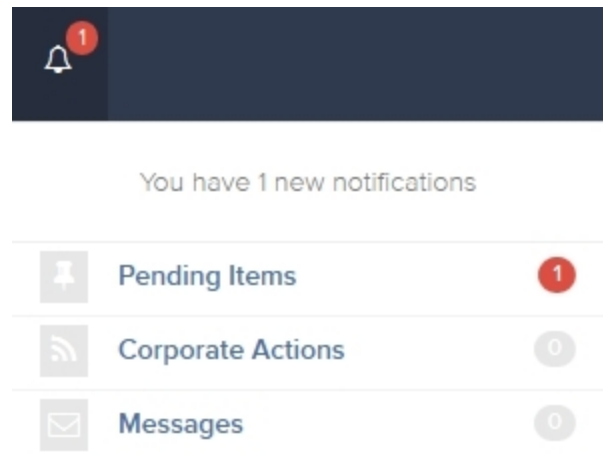 1
You have 1 new notifications
Pending Items 1
Corporate Actions 0
Messages 0